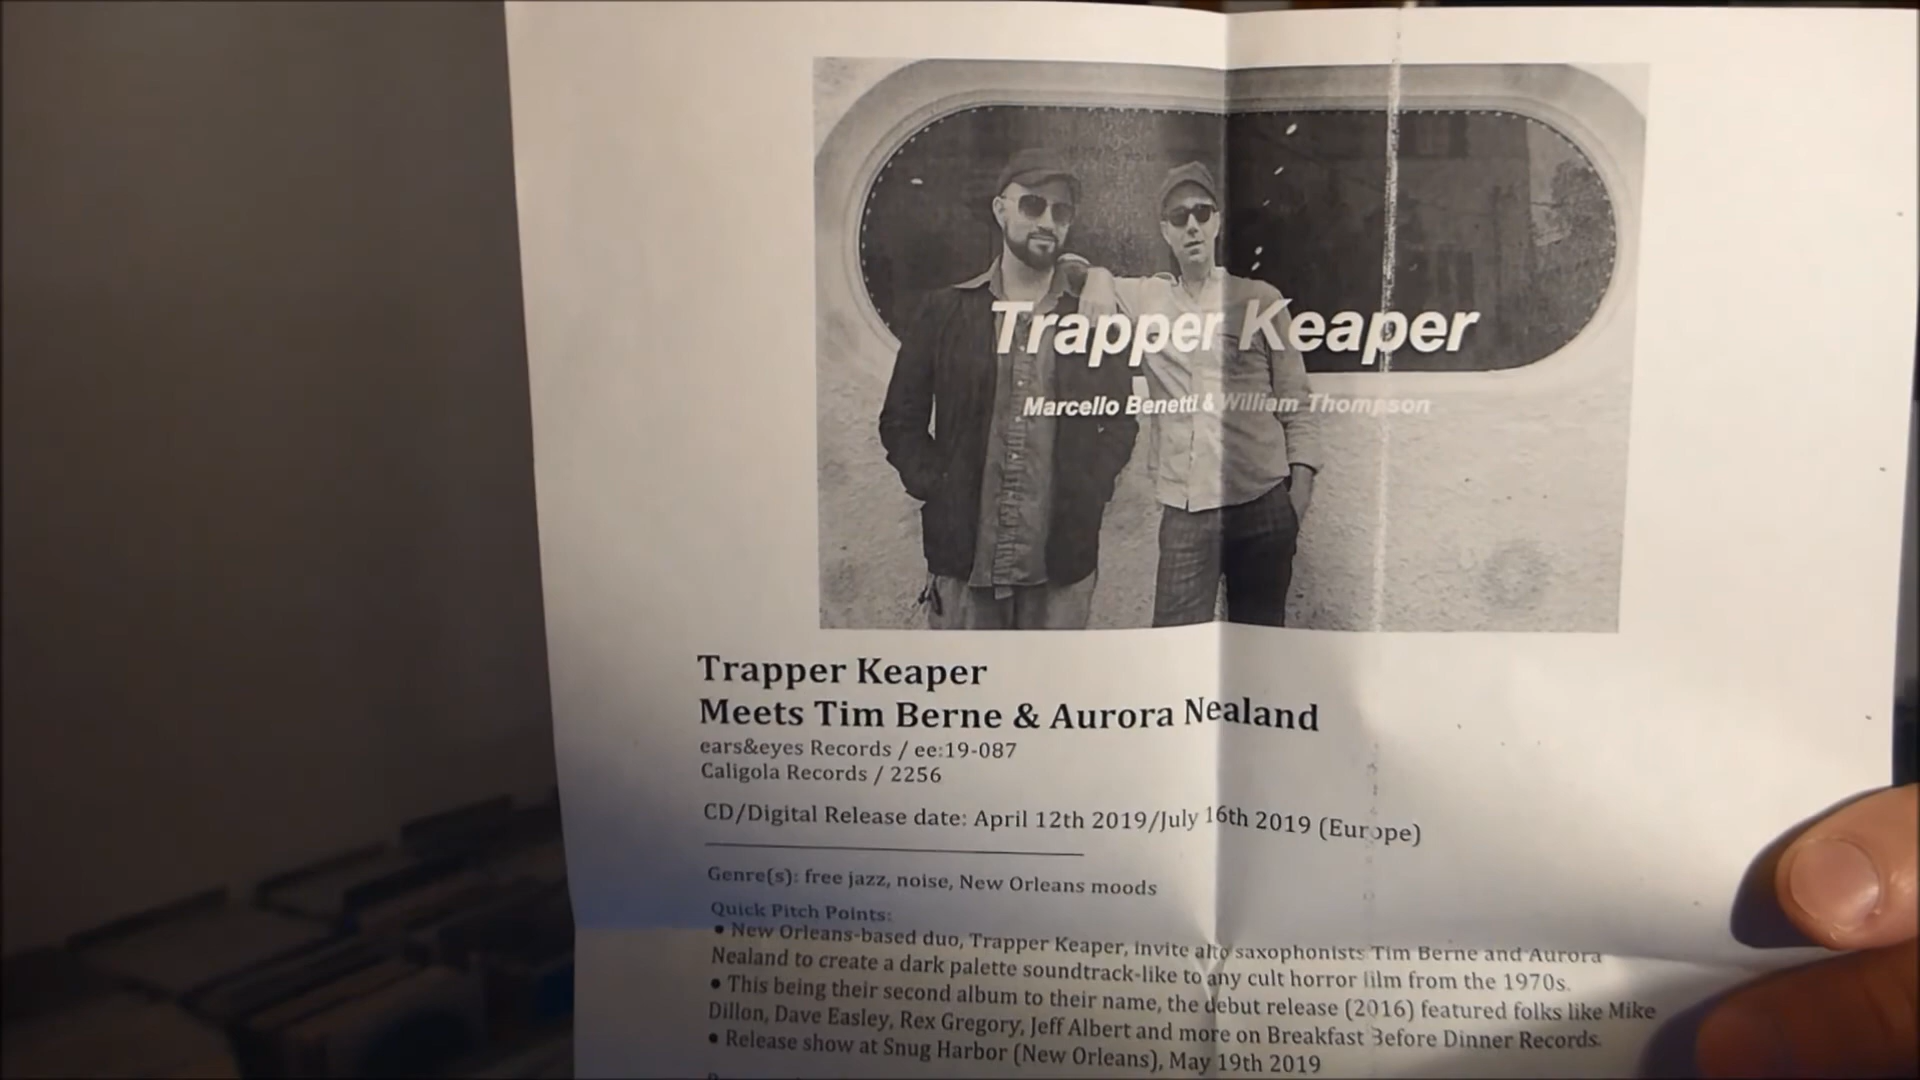 Trapper Keaper
Marcello Benetti & William Thompson
Trapper Keaper
Meets Tim Berne & Aurora Nealand
ears&eyes Records / ee:19-087
Caligola Records / 2256
CD/Digital Release date: April 12th 2019/July 16th 2019 (Europe)
Genre(s): free jazz, noise, New Orleans moods
Quick Pitch Points:
• New Orleans-based duo, Trapper Keaper, invite alto saxophonists Tim Berne and Aurora
Nealand to create a dark palette soundtrack-like to any cult horror film from the 1970s.
• This being their second album to their name, the debut release (2016) featured folks like Mike
Dillon, Dave Easley, Rex Gregory, Jeff Albert and more on Breakfast Before Dinner Records.
• Release show at Snug Harbor (New Orleans), May 19th 2019